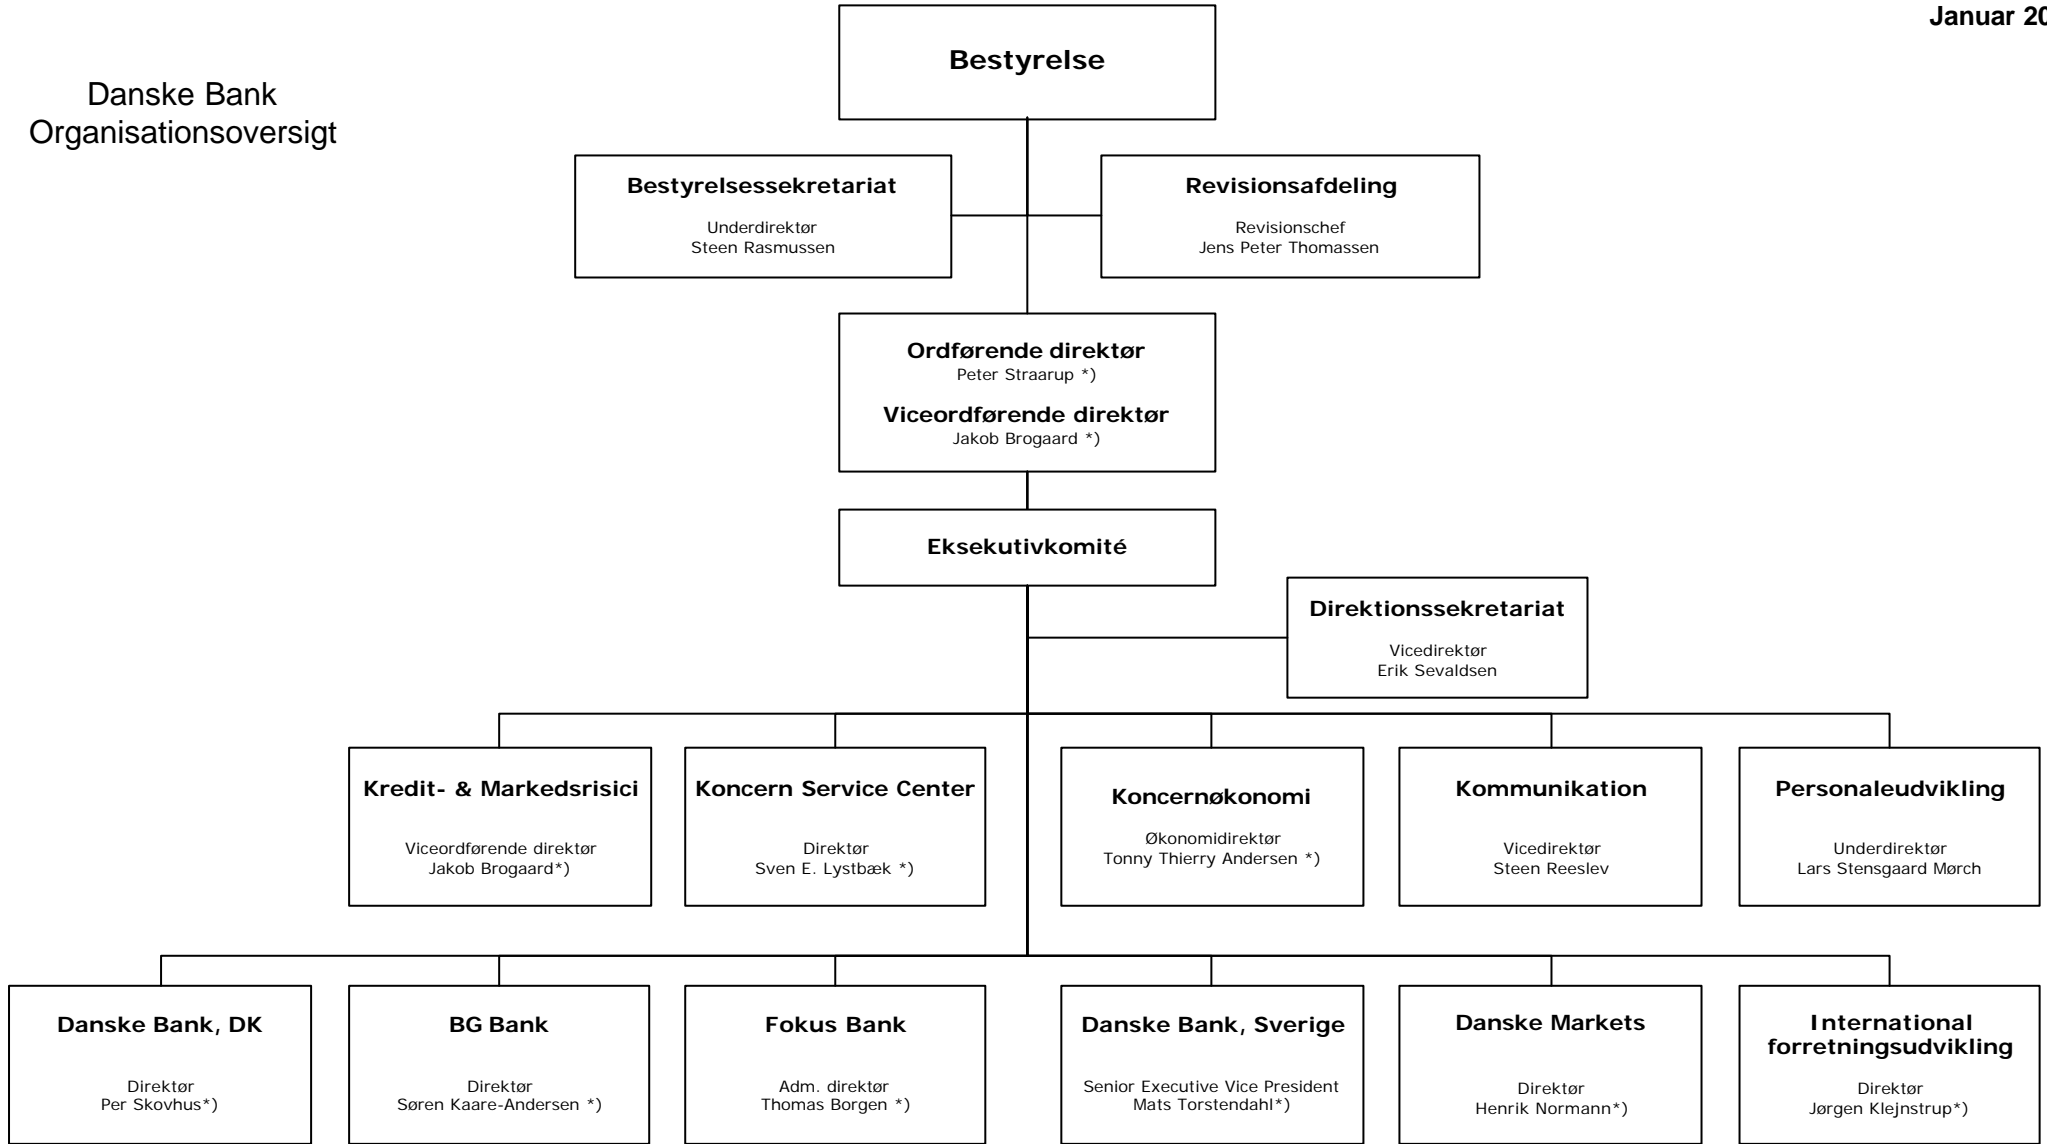 Januar 20
Danske Bank
Organisationsoversigt
Bestyrelse
Bestyrelsessekretariat
Underdirektør
Steen Rasmussen
Revisionsafdeling
Revisionschef
Jens Peter Thomassen
Ordførende direktør
Peter Straarup *)
Viceordførende direktør
Jakob Brogaard *)
Eksekutivkomité
Direktionssekretariat
Vicedirektør
Erik Sevaldsen
Kredit- & Markedsrisici
Viceordførende direktør
Jakob Brogaard*)
Koncern Service Center
Direktør
Sven E. Lystbæk *)
Koncernøkonomi
Økonomidirektør
Tonny Thierry Andersen *)
Kommunikation
Vicedirektør
Steen Reeslev
Personaleudvikling
Underdirektør
Lars Stensgaard Mørch
Danske Bank, DK
Direktør
Per Skovhus*)
BG Bank
Direktør
Søren Kaare-Andersen *)
Fokus Bank
Adm. direktør
Thomas Borgen *)
Danske Bank, Sverige
Senior Executive Vice President
Mats Torstendahl*)
Danske Markets
Direktør
Henrik Normann*)
International
forretningsudvikling
Direktør
Jørgen Klejnstrup*)